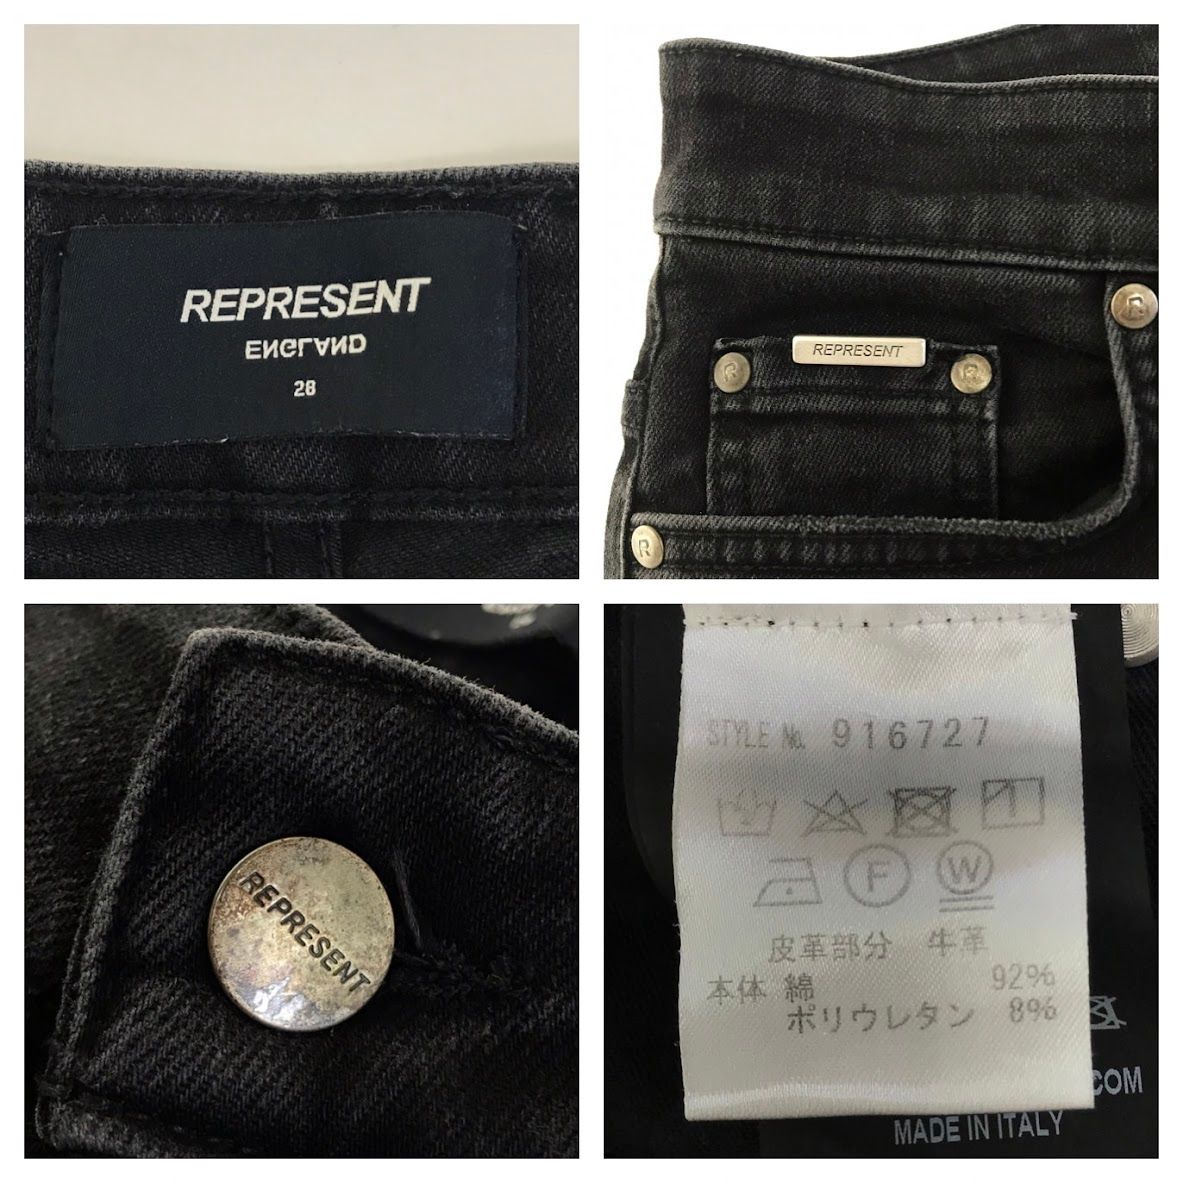 REPRESENT
ENGLAND
28
R
REPRESENT
R
R
R
REPRESENT
STYLE No. 916727
F
W
皮革部分 牛革
本体 綿 92%
ポリウレタン 8%
COM
MADE IN ITALY